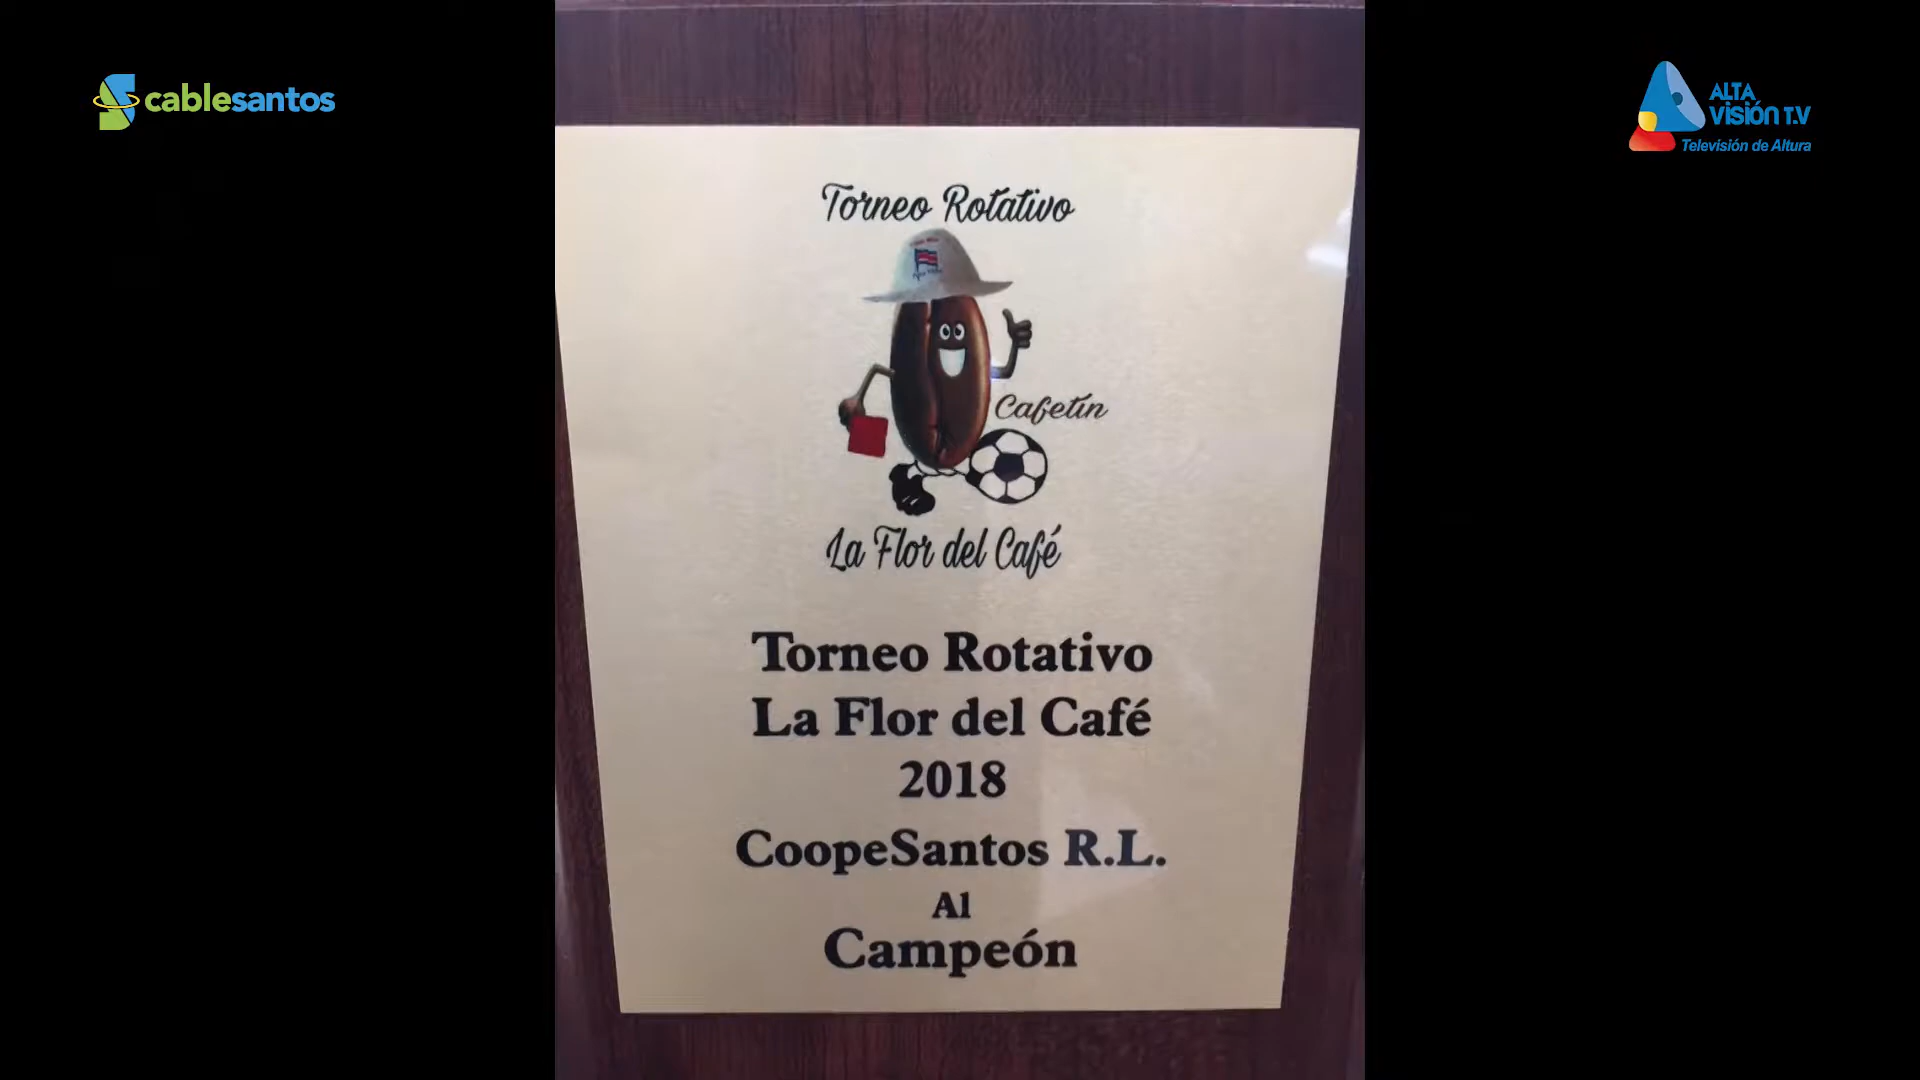 cablesantos
ALTA
VISIÓN T.V
Televisión de Altura
Torneo Rotativo
Cafetín
La Flor del Café
Torneo Rotativo
La Flor del Café
2018
CoopeSantos R.L.
Al
Campeón